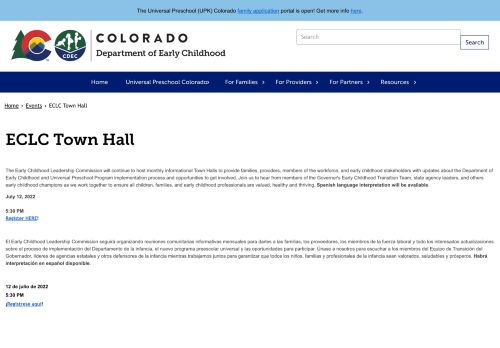 The Universal Preschool (UPK) Colorado family application portal is open! Get more info here.
COLORADO
Department of Early Childhood
CDEC
Search
Search
Home
Universal Preschool Colorado
For Families
For Providers
For Partners
Resources
Home › Events › ECLC Town Hall
ECLC Town Hall
The Early Childhood Leadership Commission will continue to host monthly informational Town Halls to provide families, providers, members of the workforce, and early childhood stakeholders with updates about the Department of
Early Childhood and Universal Preschool Program implementation process and opportunities to get involved. Join us to hear from members of the Governor's Early Childhood Transition Team, state agency leaders, and others
early childhood champions as we work together to ensure all children, families, and early childhood professionals are valued, healthy and thriving. Spanish language interpretation will be available.
July 12, 2022
5:30 PM
Register HERE!
El Early Childhood Leadership Commission seguirá organizando reuniones comunitarias informativas mensuales para darles a las familias, los proveedores, los miembros de la fuerza laboral y todo los interesados actualizaciones
sobre el proceso de implementación del Departamento de la infancia, el nuevo programa preescolar universal y las oportunidades para participar. Únase a nosotros para escuchar a los miembros del Equipo de Transición del
Gobernador, líderes de agencias estatales y otros defensores de la infancia mientras trabajamos juntos para garantizar que todos los niños, familias y profesionales de la infancia sean valorados, saludables y prósperos. Habrá
interpretación en español disponible.
12 de julio de 2022
5:30 PM
¡Regístrese aquí!